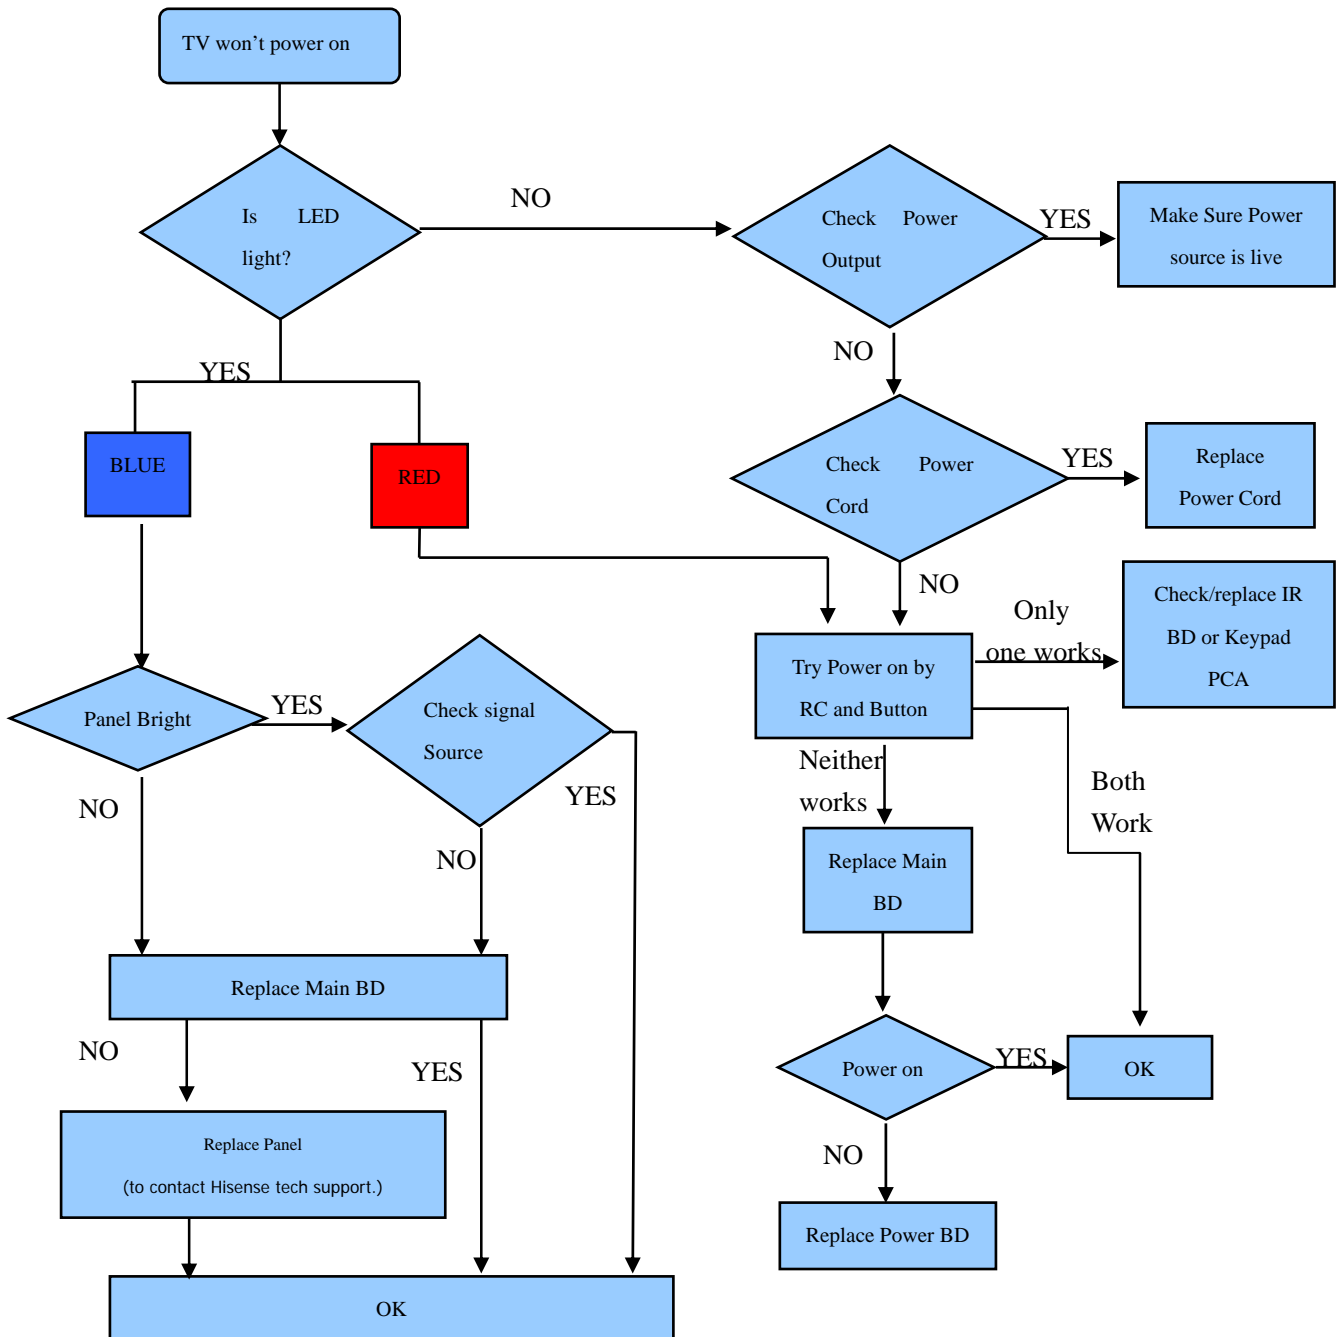 TV won’t power on
Is LED
light?
NO
Check Power
Output
YES
Make Sure Power
source is live
NO
YES
BLUE
RED
Check Power
Cord
YES
Replace
Power Cord
NO
Only
one works
Check/replace IR
BD or Keypad
PCA
Try Power on by
RC and Button
Panel Bright
YES
Check signal
Source
YES
NO
NO
Neither
works
Both
Work
Replace Main
BD
Replace Main BD
NO
YES
Power on
YES
OK
Replace Panel
(to contact Hisense tech support.)
NO
Replace Power BD
OK